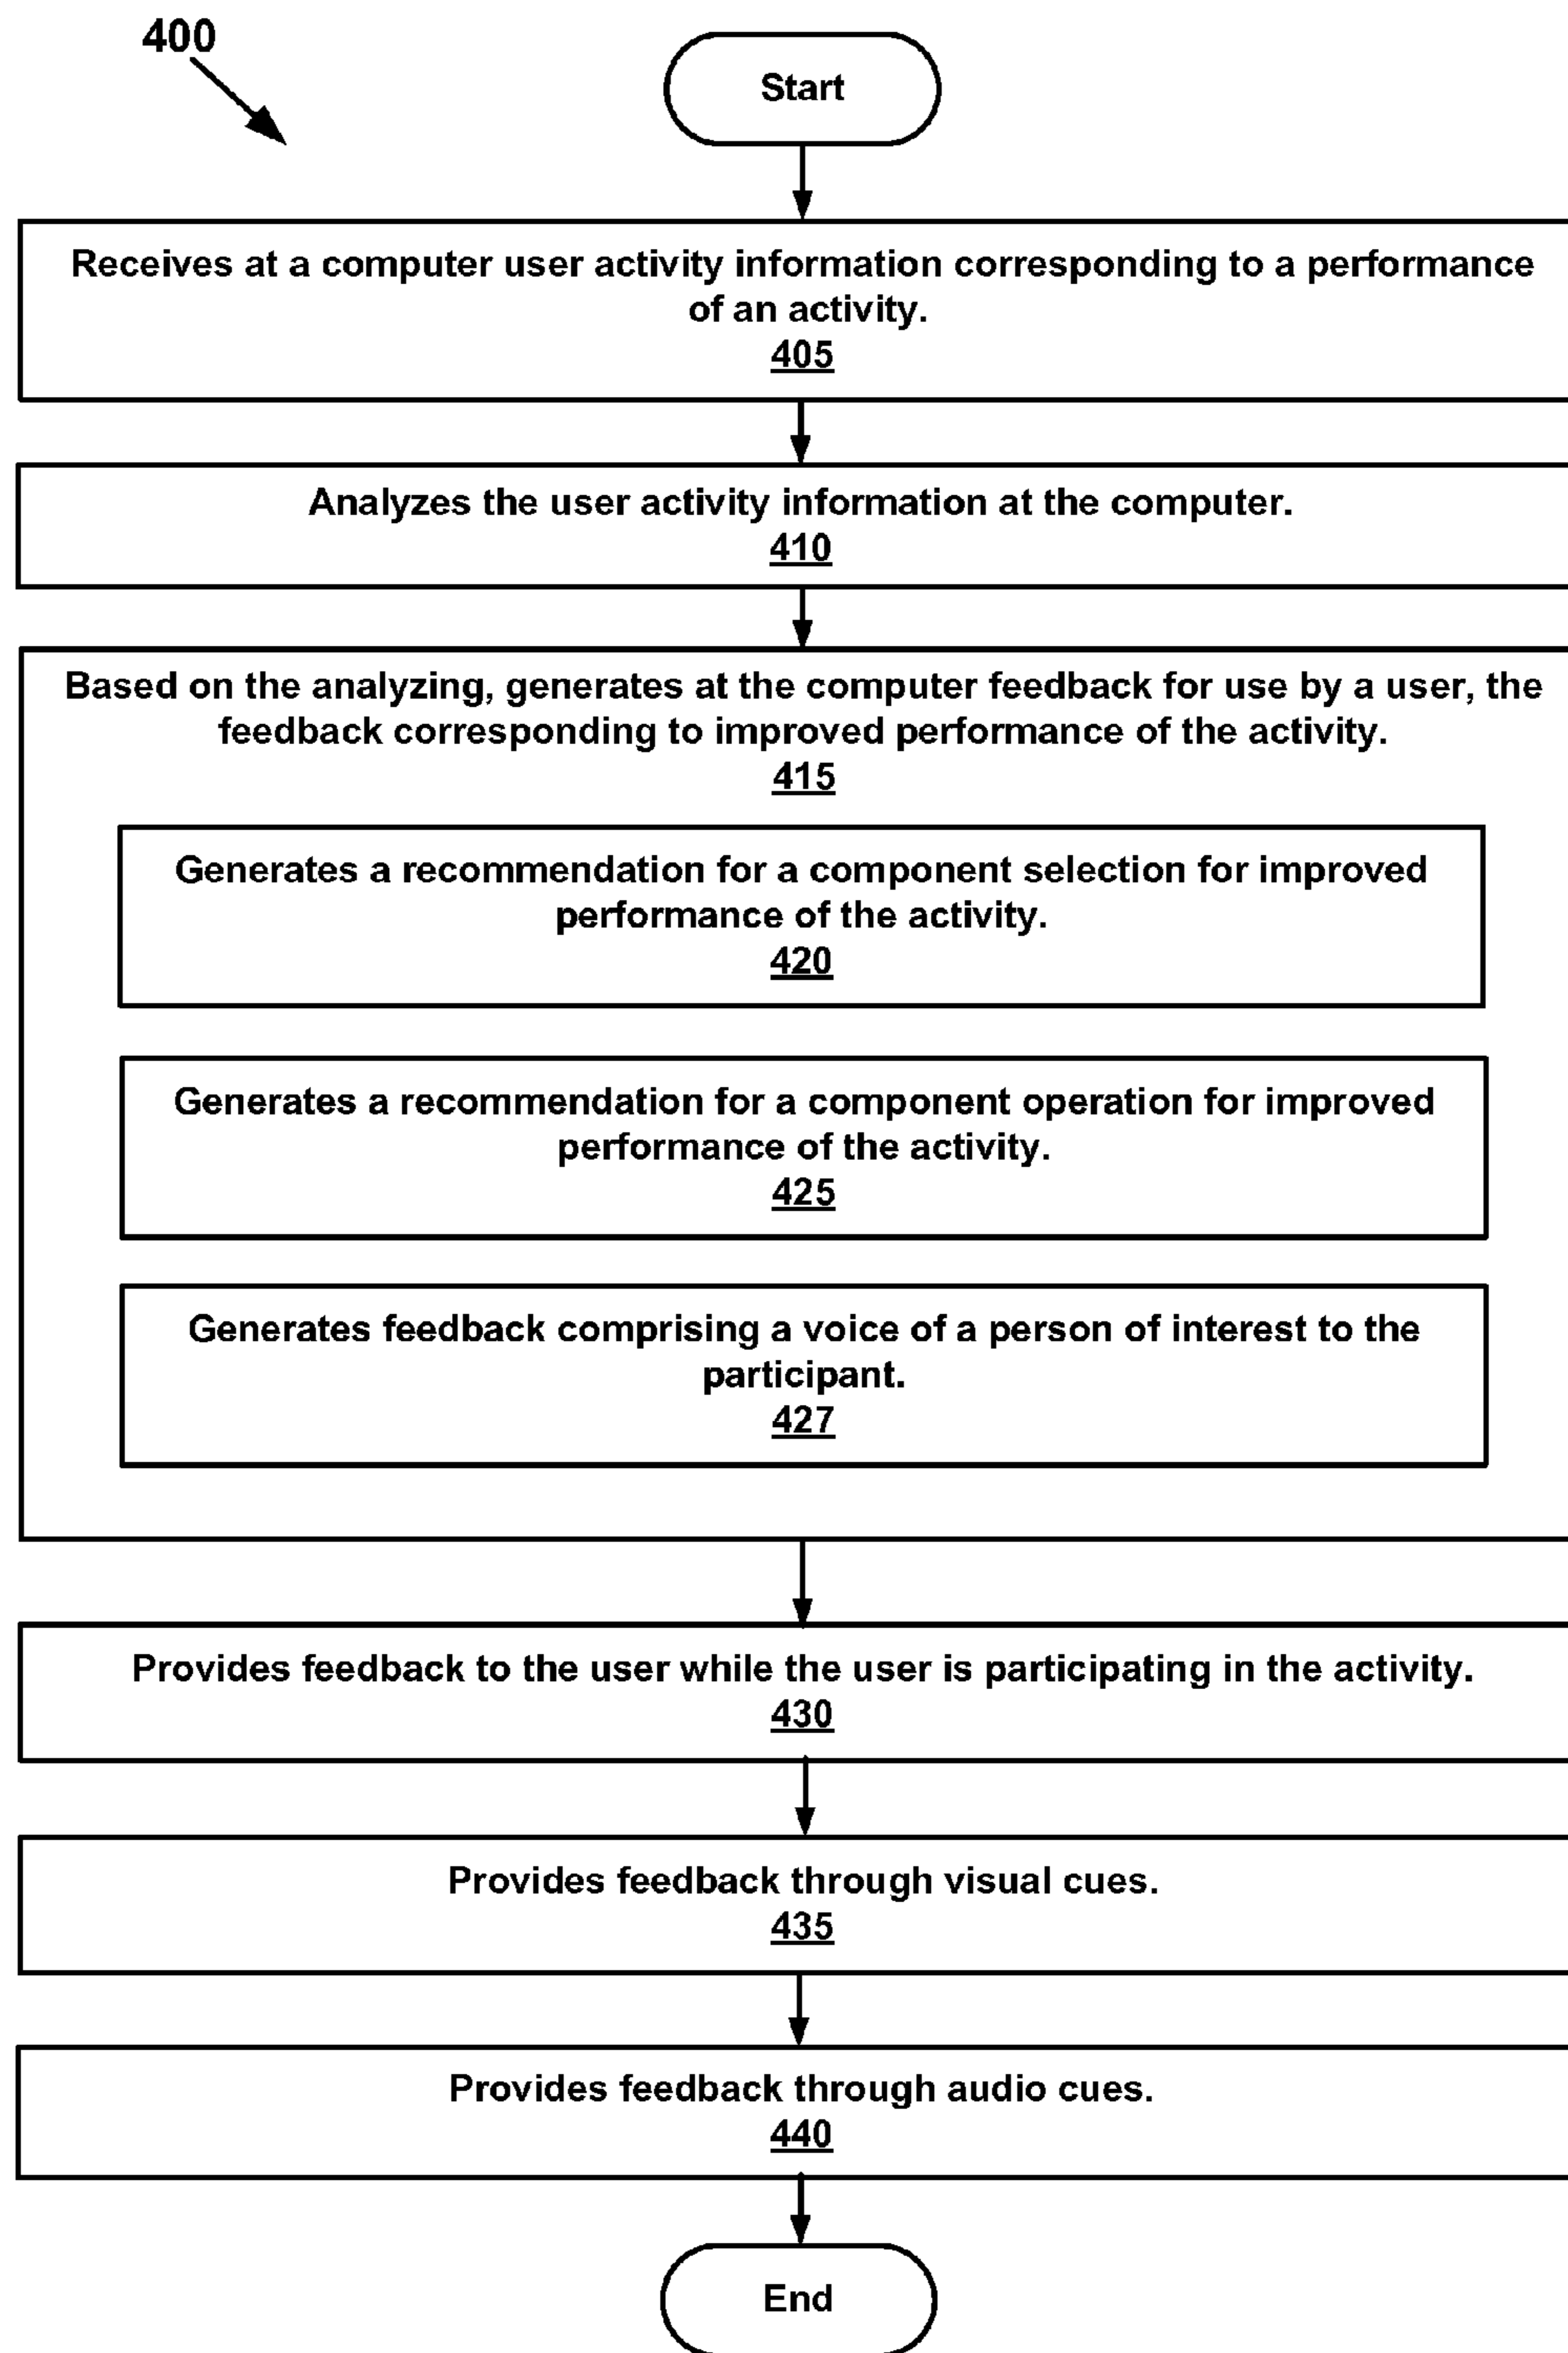 400
Start
Receives at a computer user activity information corresponding to a performance
of an activity.
405
Analyzes the user activity information at the computer.
410
Based on the analyzing, generates at the computer feedback for use by a user, the
feedback corresponding to improved performance of the activity.
415
Generates a recommendation for a component selection for improved
performance of the activity.
420
Generates a recommendation for a component operation for improved
performance of the activity.
425
Generates feedback comprising a voice of a person of interest to the
participant.
427
Provides feedback to the user while the user is participating in the activity.
430
Provides feedback through visual cues.
435
Provides feedback through audio cues.
440
End